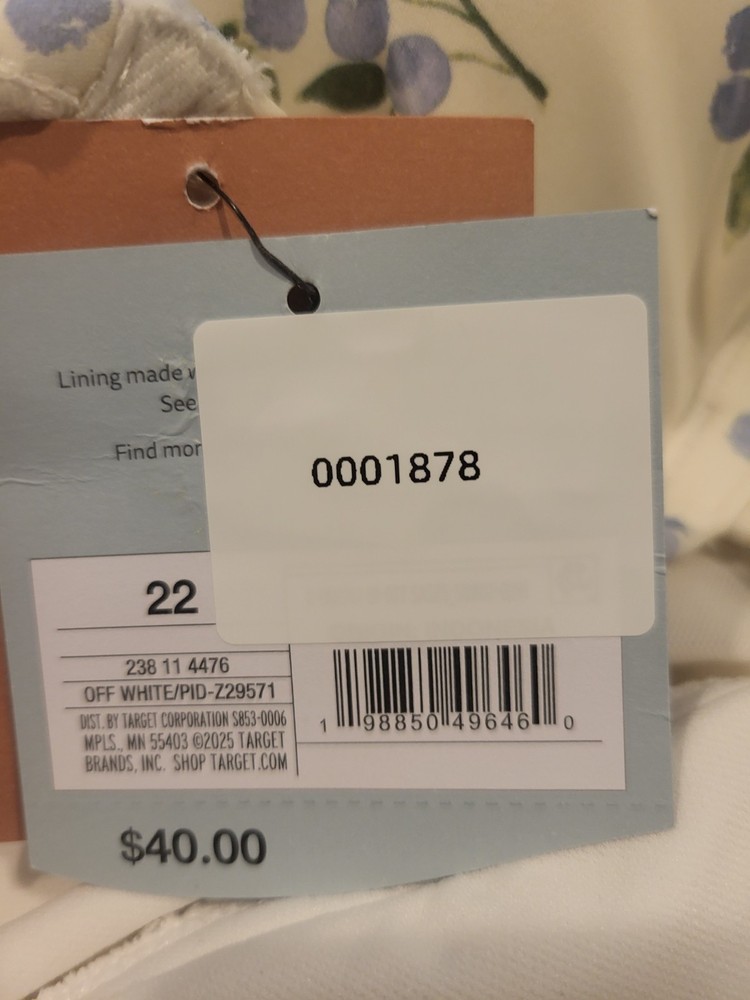 Lining made
See
Find mor
0001878
22
238 11 4476
OFF WHITE/PID-Z29571
DIST. BY TARGET CORPORATION S853-0006
MPLS., MN 55403 ©2025 TARGET
BRANDS, INC. SHOP TARGET.COM
1 98850 49646 0
$40.00